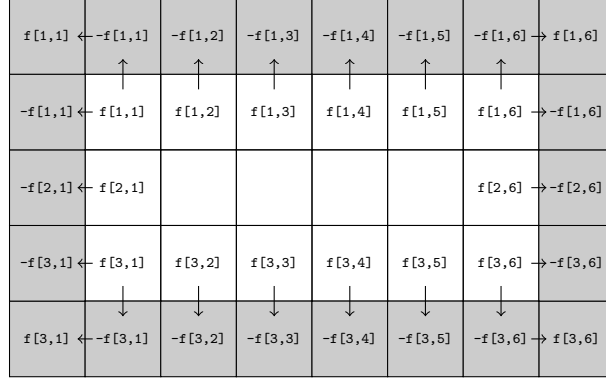 f[1,1] ← -f[1,1] -f[1,2] -f[1,3] -f[1,4] -f[1,5] -f[1,6] → f[1,6]
-f[1,1] ← f[1,1] f[1,2] f[1,3] f[1,4] f[1,5] f[1,6] → -f[1,6]
-f[2,1] ← f[2,1] f[2,6] → -f[2,6]
-f[3,1] ← f[3,1] f[3,2] f[3,3] f[3,4] f[3,5] f[3,6] → -f[3,6]
f[3,1] ← -f[3,1] -f[3,2] -f[3,3] -f[3,4] -f[3,5] -f[3,6] → f[3,6]